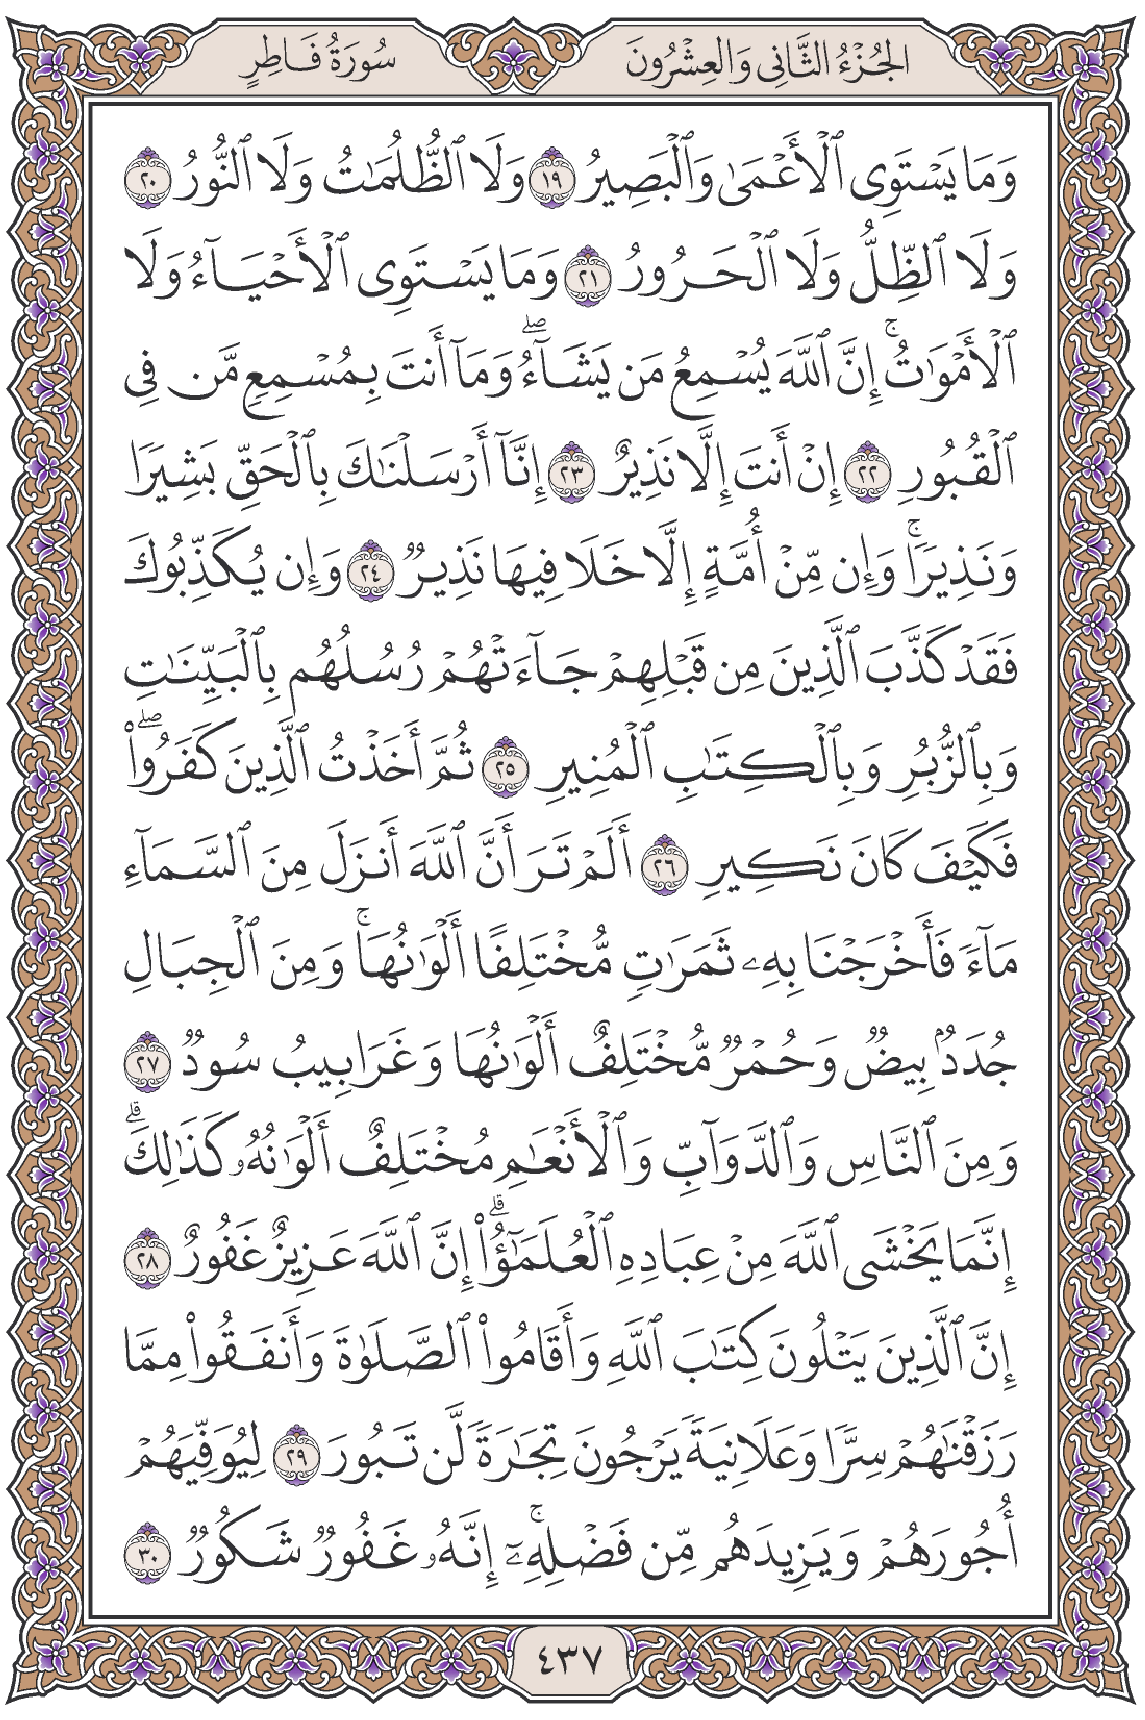 الجُزْءُ الثَّانِي وَالعِشْرُونَ
سُورَةُ فَاطِرٍ
وَمَا يَسْتَوِى ٱلْأَعْمَىٰ وَٱلْبَصِيرُ ١٩ وَلَا ٱلظُّلُمَٰتُ وَلَا ٱلنُّورُ ٢٠
وَلَا ٱلظِّلُّ وَلَا ٱلْحَرُورُ ٢١ وَمَا يَسْتَوِى ٱلْأَحْيَآءُ وَلَا
ٱلْأَمْوَٰتُۚ إِنَّ ٱللَّهَ يُسْمِعُ مَن يَشَآءُۖ وَمَآ أَنتَ بِمُسْمِعٍ مَّن فِى
ٱلْقُبُورِ ٢٢ إِنْ أَنتَ إِلَّا نَذِيرٌ ٢٣ إِنَّآ أَرْسَلْنَٰكَ بِٱلْحَقِّ بَشِيرًا
وَنَذِيرًاۚ وَإِن مِّنْ أُمَّةٍ إِلَّا خَلَا فِيهَا نَذِيرٌ ٢٤ وَإِن يُكَذِّبُوكَ
فَقَدْ كَذَّبَ ٱلَّذِينَ مِن قَبْلِهِمْ جَآءَتْهُمْ رُسُلُهُم بِٱلْبَيِّنَٰتِ
وَبِٱلزُّبُرِ وَبِٱلْكِتَٰبِ ٱلْمُنِيرِ ٢٥ ثُمَّ أَخَذْتُ ٱلَّذِينَ كَفَرُوا۟ۖ
فَكَيْفَ كَانَ نَكِيرِ ٢٦ أَلَمْ تَرَ أَنَّ ٱللَّهَ أَنزَلَ مِنَ ٱلسَّمَآءِ
مَآءً فَأَخْرَجْنَا بِهِۦ ثَمَرَٰتٍ مُّخْتَلِفًا أَلْوَٰنُهَاۚ وَمِنَ ٱلْجِبَالِ
جُدَدٌۢ بِيضٌ وَحُمْرٌ مُّخْتَلِفٌ أَلْوَٰنُهَا وَغَرَابِيبُ سُودٌ ٢٧
وَمِنَ ٱلنَّاسِ وَٱلدَّوَآبِّ وَٱلْأَنْعَٰمِ مُخْتَلِفٌ أَلْوَٰنُهُۥ كَذَٰلِكَۗ
إِنَّمَا يَخْشَى ٱللَّهَ مِنْ عِبَادِهِ ٱلْعُلَمَٰٓؤُا۟ۗ إِنَّ ٱللَّهَ عَزِيزٌ غَفُورٌ ٢٨
إِنَّ ٱلَّذِينَ يَتْلُونَ كِتَٰبَ ٱللَّهِ وَأَقَامُوا۟ ٱلصَّلَوٰةَ وَأَنفَقُوا۟ مِمَّا
رَزَقْنَٰهُمْ سِرًّا وَعَلَانِيَةً يَرْجُونَ تِجَٰرَةً لَّن تَبُورَ ٢٩ لِيُوَفِّيَهُمْ
أُجُورَهُمْ وَيَزِيدَهُم مِّن فَضْلِهِۦٓۚ إِنَّهُۥ غَفُورٌ شَكُورٌ ٣٠
٤٣٧